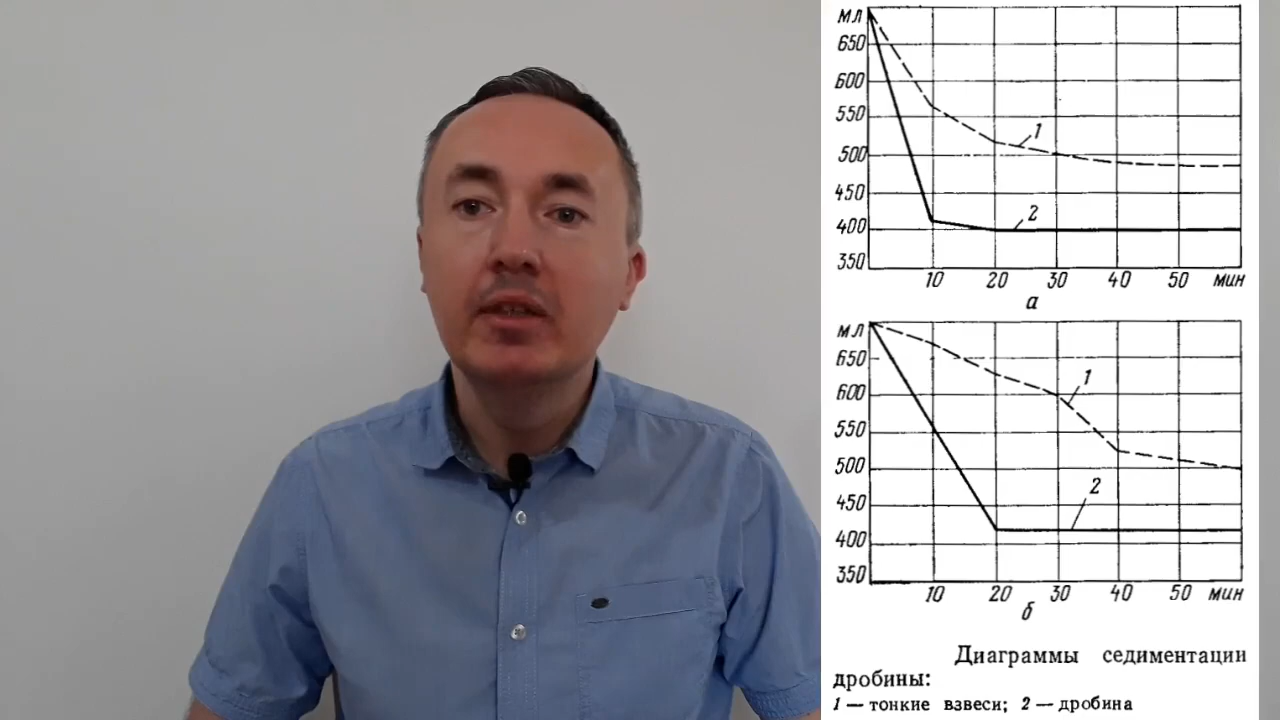 мл
650
600
550
500
450
400
350
1
2
10 20 30 40 50 мин
а
мл
650
600
550
500
450
400
350
1
2
10 20 30 40 50 мин
б
Диаграммы седиментации
дробины:
1 — тонкие взвеси; 2 — дробина